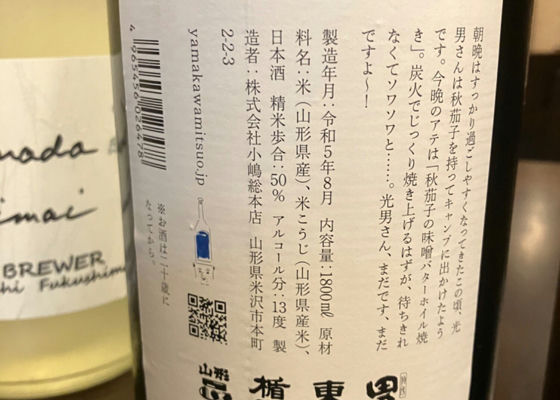 朝晩はすっかり過ごしやすくなってきたこの頃、光
男さんは秋茄子を持ってキャンプに出かけたよう
です。今晩のアテは「秋茄子の味噌バターホイル焼
き」。炭火でじっくり焼き上げるはずが、待ちきれ
なくてソワソワと……。光男さん、まだです、まだ
ですよ〜!
製造年月:令和5年8月 内容量:1800ml 原材
料名:米(山形県産)、米こうじ(山形県産米)、
日本酒 精米歩合:50% アルコール分:13度 製
造者:株式会社小嶋総本店 山形県米沢市本町
2-2-3
yamakawamitsuo.jp
※お酒は二十歳に
なってから。
4 965456 026478
山形
楯
東
男
BREWER
Fukushima